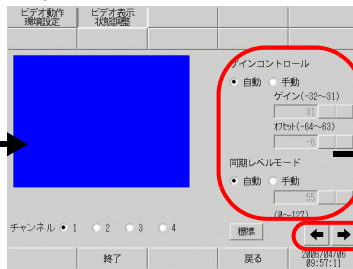 ビデオ動作
環境設定
ビデオ表示
状態調整
ゲインコントロール
自動 手動
ゲイン(-32～31)
31
オフセット(-64～63)
-6
同期レベルモード
自動 手動
55
(0～127)
チャンネル 1 2 3 4
標準
終了
戻る
2006/04/06
09:57:11